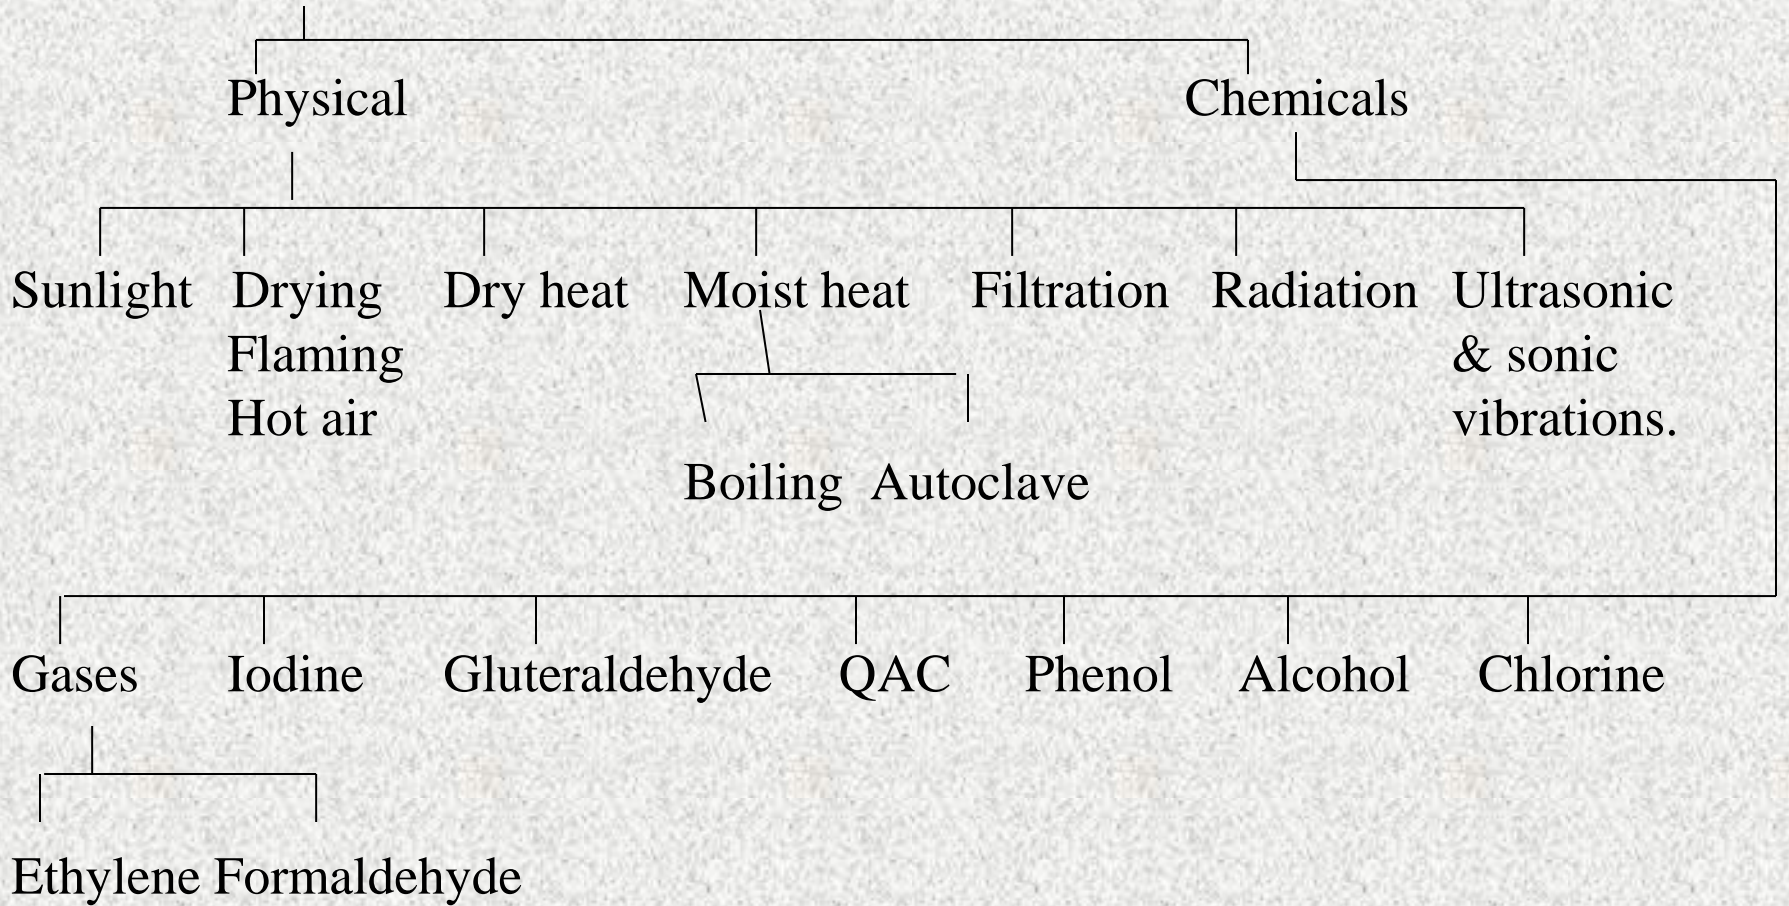 Physical Chemicals
Sunlight Drying Dry heat Moist heat Filtration Radiation Ultrasonic
Flaming & sonic
Hot air vibrations.
Boiling Autoclave
Gases Iodine Gluteraldehyde QAC Phenol Alcohol Chlorine
Ethylene Formaldehyde